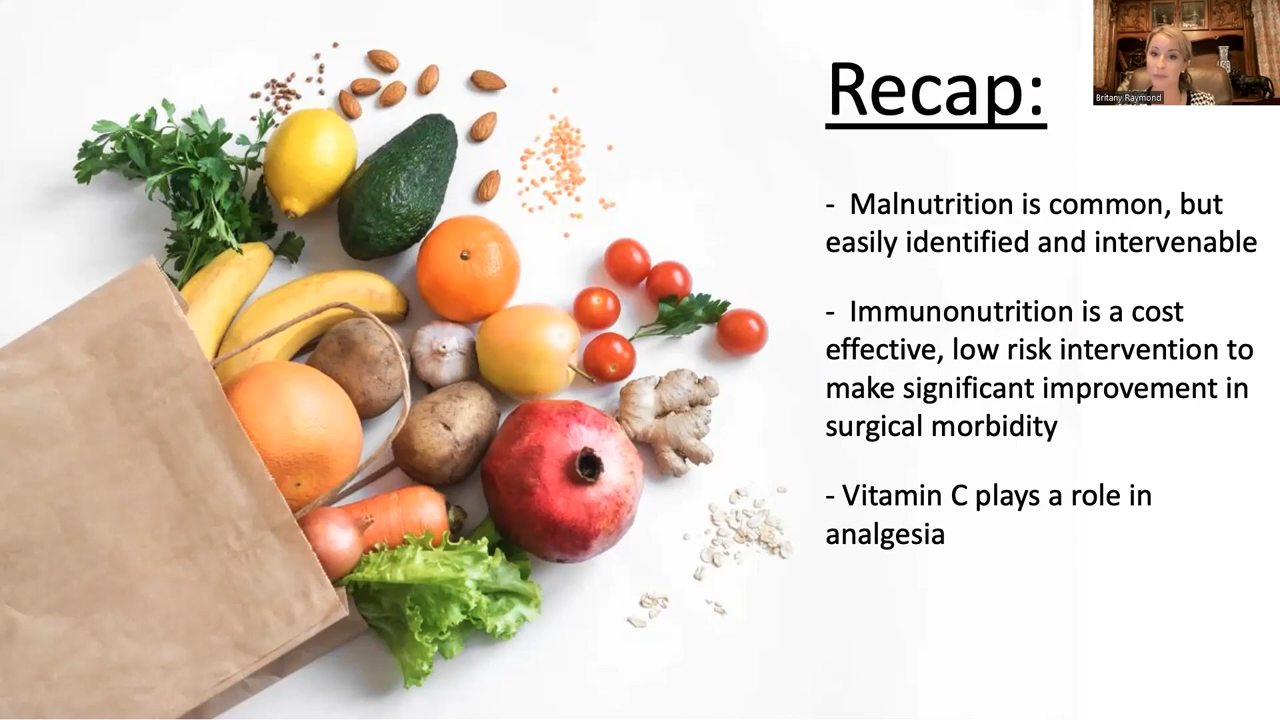 Recap:
Britany Raymond
- Malnutrition is common, but
easily identified and intervenable
- Immunonutrition is a cost
effective, low risk intervention to
make significant improvement in
surgical morbidity
- Vitamin C plays a role in
analgesia